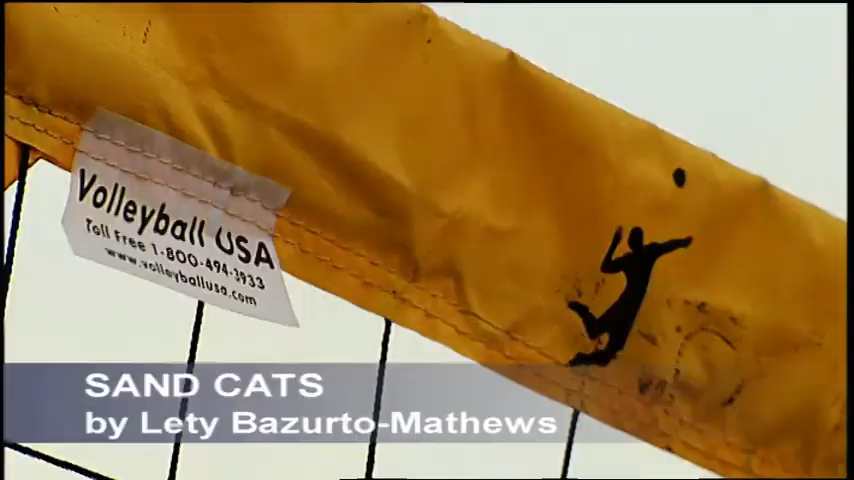 Volleyball USA
Toll Free 1-800-494-3933
www.volleyballusa.com
SAND CATS
by Lety Bazurto-Mathews